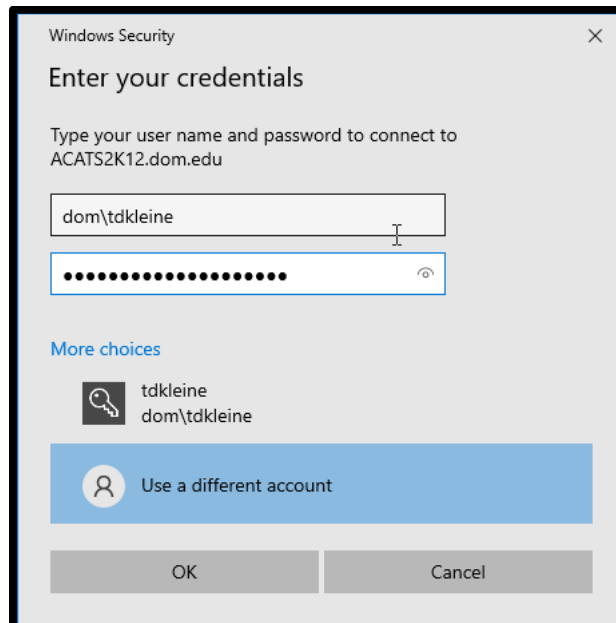 Windows Security
Enter your credentials
Type your user name and password to connect to
ACATS2K12.dom.edu
dom\tdkleine
●●●●●●●●●●●●●●●●●●●●
More choices
tdkleine
dom\tdkleine
Use a different account
OK
Cancel